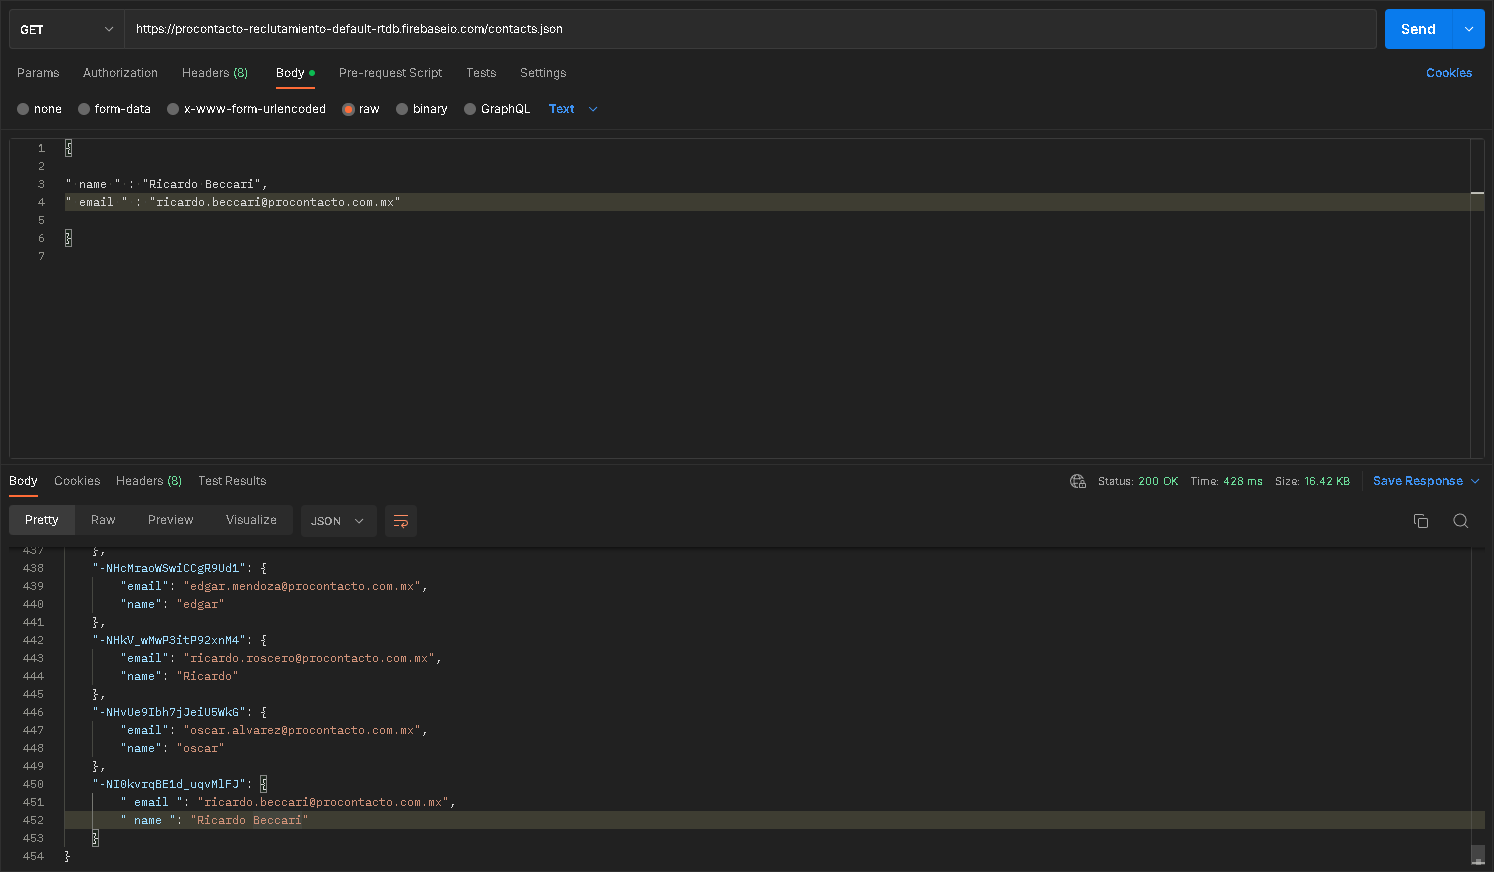 GET https://procontacto-reclutamiento-default-rtdb.firebaseio.com/contacts.json Send
Params Authorization Headers (8) Body Pre-request Script Tests Settings Cookies
none form-data x-www-form-urlencoded raw binary GraphQL Text
1 {
2
3 " name " : "Ricardo Beccari",
4 " email " : "ricardo.beccari@procontacto.com.mx"
5
6 }
7
Body Cookies Headers (8) Test Results Status: 200 OK Time: 428 ms Size: 16.42 KB Save Response
Pretty Raw Preview Visualize JSON
437 },
438 "-NHcMraoWSwiCCgR9Ud1": {
439 "email": "edgar.mendoza@procontacto.com.mx",
440 "name": "edgar"
441 },
442 "-NHkV_wMwP3itP92xnM4": {
443 "email": "ricardo.roscero@procontacto.com.mx",
444 "name": "Ricardo"
445 },
446 "-NHvUe9Ibh7jJeiU5WkG": {
447 "email": "oscar.alvarez@procontacto.com.mx",
448 "name": "oscar"
449 },
450 "-NI0kvrqBE1d_uqvMlFJ": {
451 " email ": "ricardo.beccari@procontacto.com.mx",
452 " name ": "Ricardo Beccari"
453 }
454 }